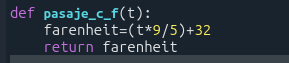 def pasaje_c_f(t):
    farenheit=(t*9/5)+32
    return farenheit